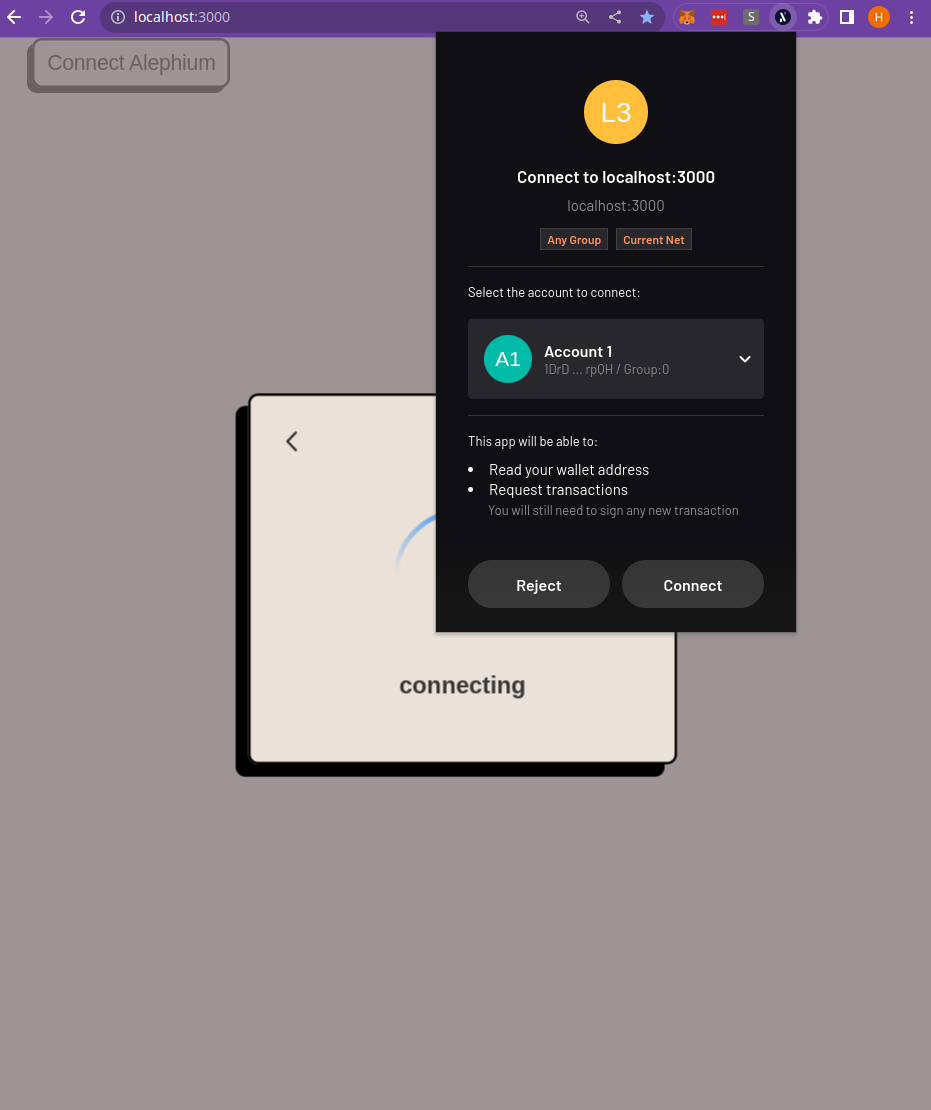 localhost:3000
S
H
Connect Alephium
L3
Connect to localhost:3000
localhost:3000
Any Group
Current Net
Select the account to connect:
A1
Account 1
1DrD ... rpQH / Group:0
This app will be able to:
• Read your wallet address
• Request transactions
You will still need to sign any new transaction
Reject
Connect
connecting